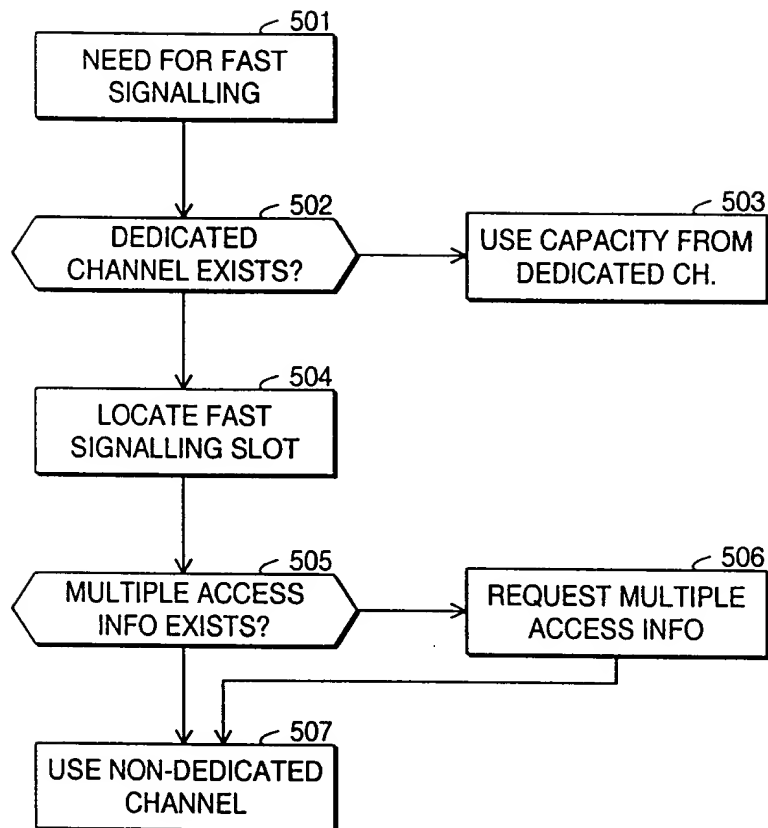 501
NEED FOR FAST
SIGNALLING
502
DEDICATED
CHANNEL EXISTS?
503
USE CAPACITY FROM
DEDICATED CH.
504
LOCATE FAST
SIGNALLING SLOT
505
MULTIPLE ACCESS
INFO EXISTS?
506
REQUEST MULTIPLE
ACCESS INFO
507
USE NON-DEDICATED
CHANNEL